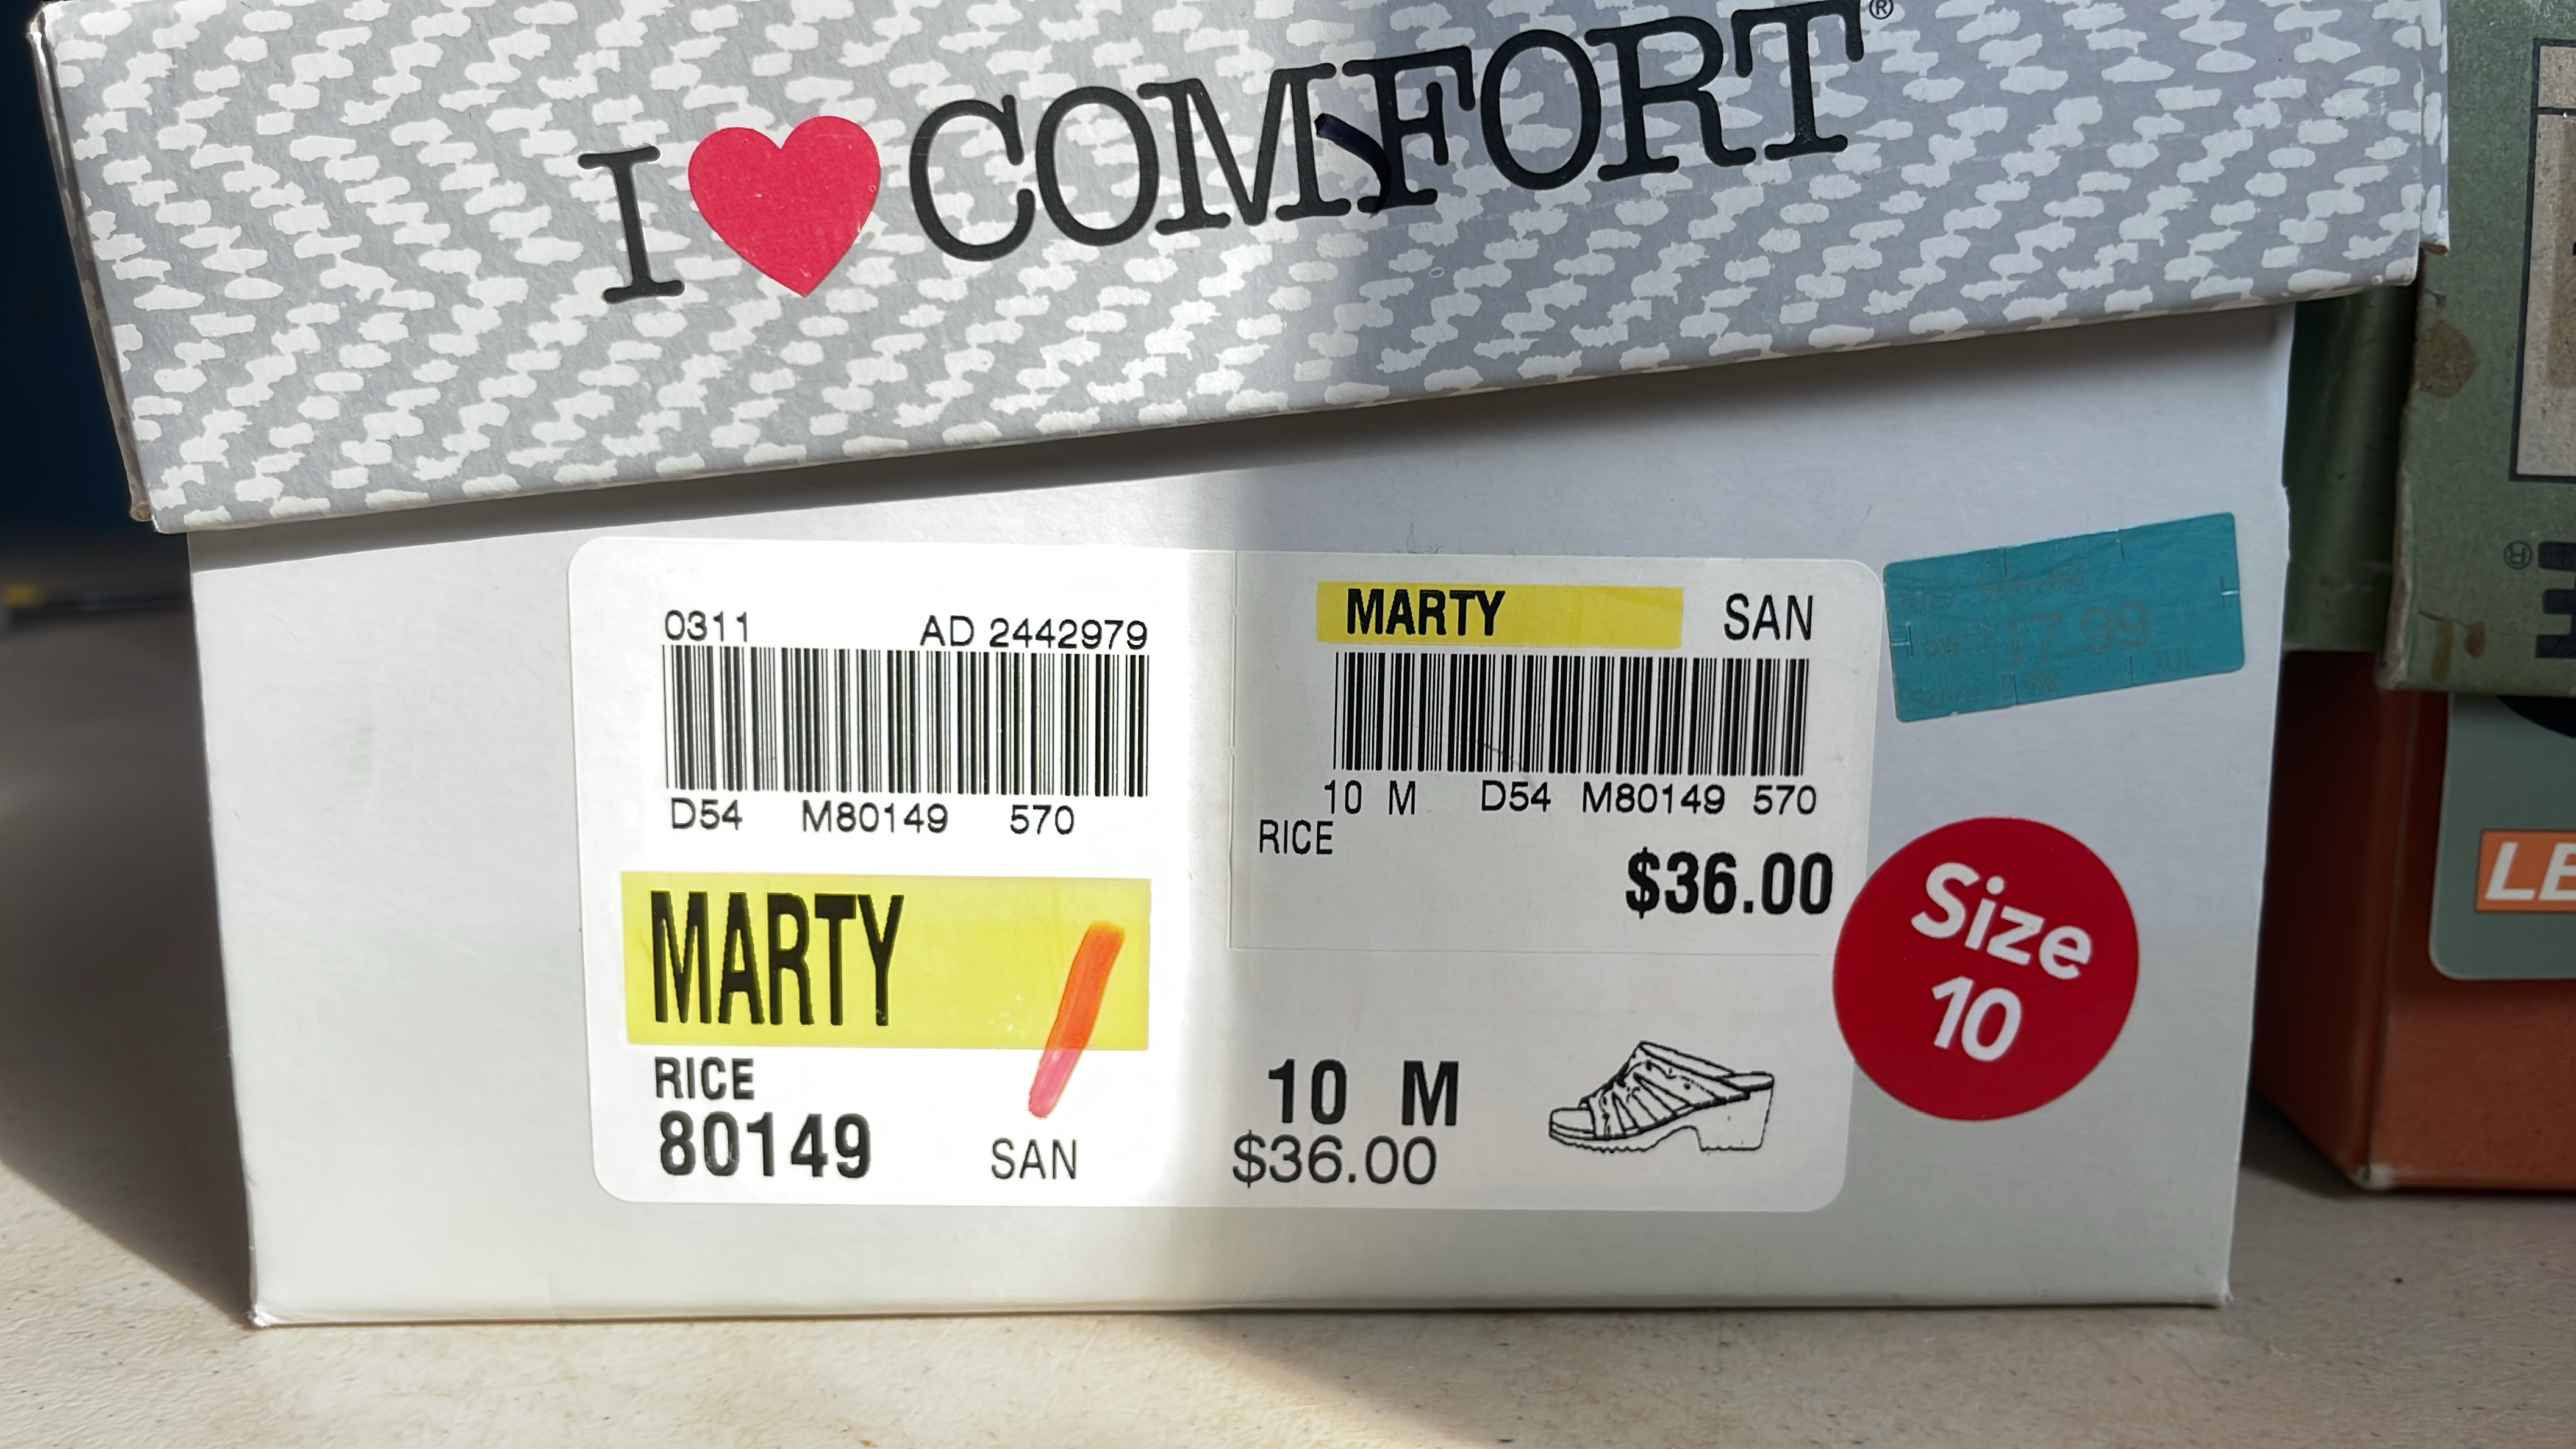 I ❤ COMFORT®
0311 AD 2442979
D54 M80149 570
MARTY
RICE
80149 SAN
MARTY SAN
10 M D54 M80149 570
RICE
$36.00
10 M
$36.00
17.99
Size
10
LE